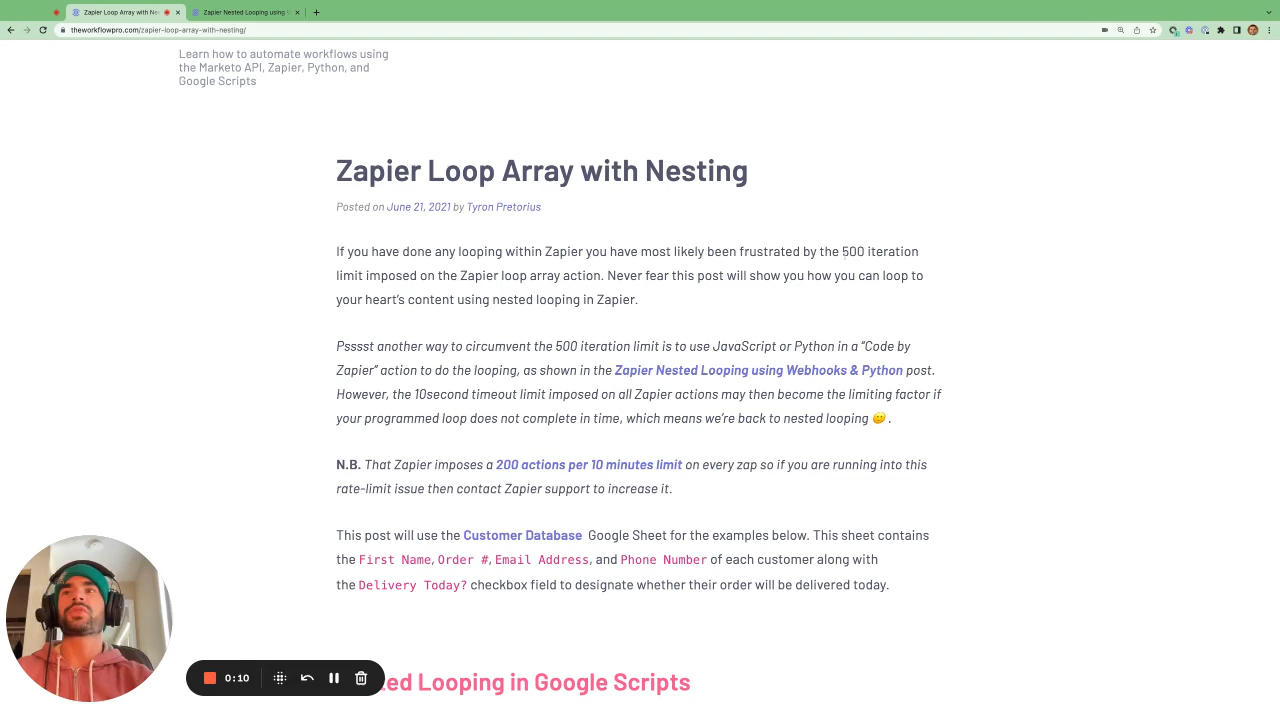 Zapier Loop Array with Ne
Zapier Nested Looping using
theworkflowpro.com/zapier-loop-array-with-nesting/
Learn how to automate workflows using
the Marketo API, Zapier, Python, and
Google Scripts
Zapier Loop Array with Nesting
Posted on June 21, 2021 by Tyron Pretorius
If you have done any looping within Zapier you have most likely been frustrated by the 500 iteration
limit imposed on the Zapier loop array action. Never fear this post will show you how you can loop to
your heart's content using nested looping in Zapier.
Psssst another way to circumvent the 500 iteration limit is to use JavaScript or Python in a “Code by
Zapier” action to do the looping, as shown in the Zapier Nested Looping using Webhooks & Python post.
However, the 10second timeout limit imposed on all Zapier actions may then become the limiting factor if
your programmed loop does not complete in time, which means we're back to nested looping 😊 .
N.B. That Zapier imposes a 200 actions per 10 minutes limit on every zap so if you are running into this
rate-limit issue then contact Zapier support to increase it.
This post will use the Customer Database Google Sheet for the examples below. This sheet contains
the First Name, Order #, Email Address, and Phone Number of each customer along with
the Delivery Today? checkbox field to designate whether their order will be delivered today.
ed Looping in Google Scripts
0:10